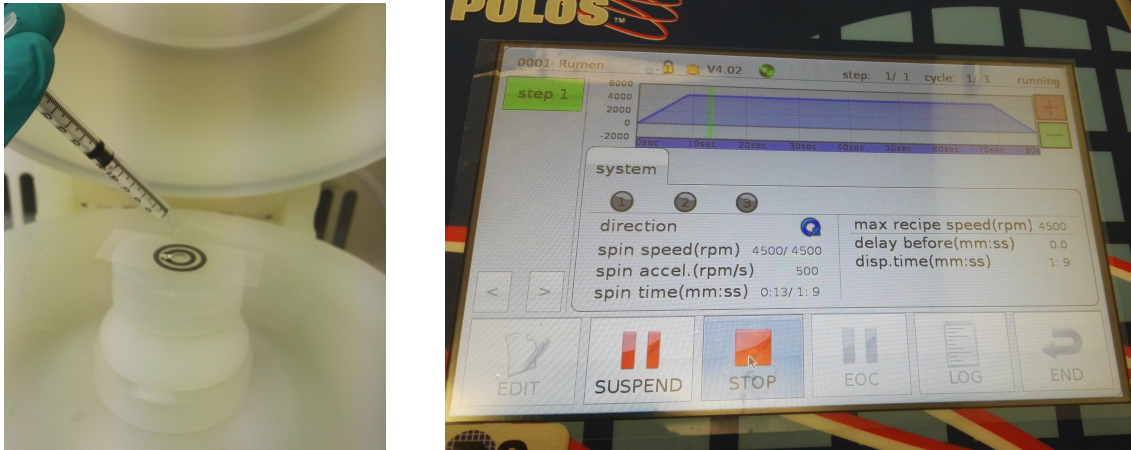 POLOS™
0001- Rumen V4.02 step: 1/ 1 cycle: 1/ 1 running
step 1
6000
4000
2000
0
-2000
0sec 10sec 20sec 30sec 40sec 50sec 60sec 70sec 80s
+
−
system
1 2 3
direction
spin speed(rpm) 4500/ 4500
spin accel.(rpm/s) 500
spin time(mm:ss) 0:13/ 1: 9
max recipe speed(rpm) 4500
delay before(mm:ss) 0.0
disp.time(mm:ss) 1: 9
< >
EDIT SUSPEND STOP EOC LOG END